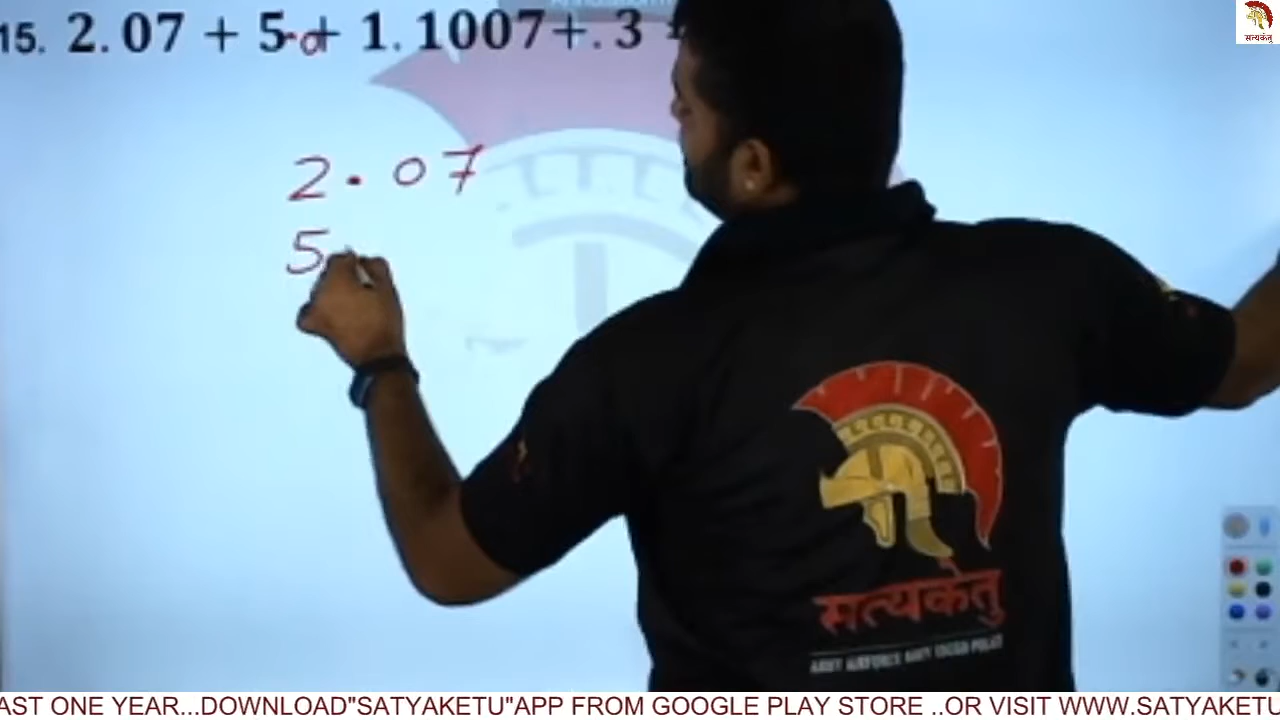 15. 2.07 + 5.0 + 1.1007+.3 =
सत्यकेतु
2.07
5
सत्यकेतु
AST ONE YEAR...DOWNLOAD"SATYAKETU"APP FROM GOOGLE PLAY STORE ..OR VISIT WWW.SATYAKETU